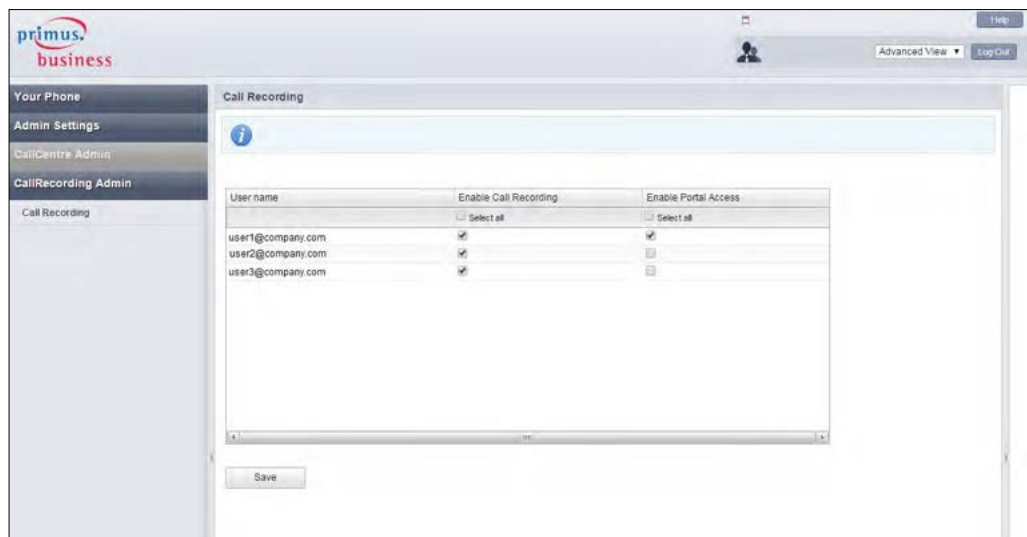 primus.
business
Help
Advanced View
Log Out
Your Phone
Admin Settings
CallCentre Admin
CallRecording Admin
Call Recording
Call Recording
User name Enable Call Recording Enable Portal Access
Select all Select all
user1@company.com
user2@company.com
user3@company.com
Save